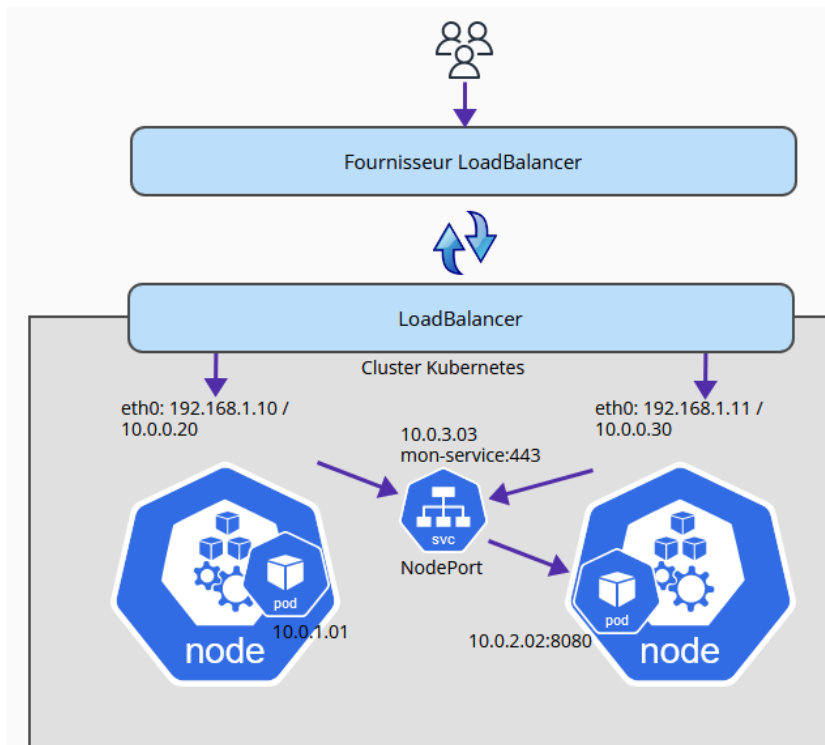 Fournisseur LoadBalancer
LoadBalancer
Cluster Kubernetes
eth0: 192.168.1.10 /
10.0.0.20
eth0: 192.168.1.11 /
10.0.0.30
10.0.3.03
mon-service:443
svc
NodePort
pod
10.0.1.01
node
pod
10.0.2.02:8080
node